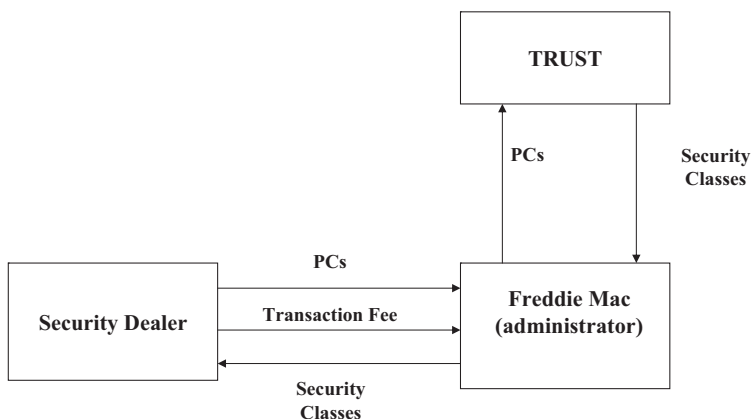 TRUST
PCs
Security
Classes
PCs
Freddie Mac
(administrator)
Security Dealer
Transaction Fee
Security
Classes